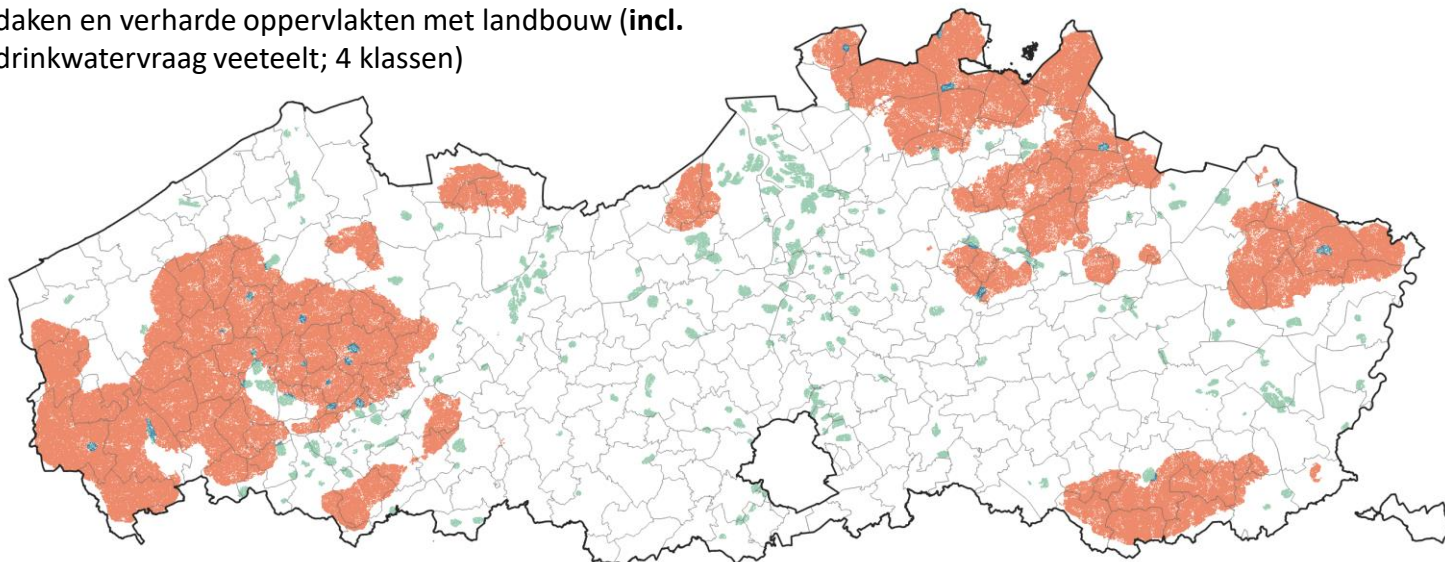 daken en verharde oppervlakten met landbouw (incl.
drinkwatervraag veeteelt; 4 klassen)